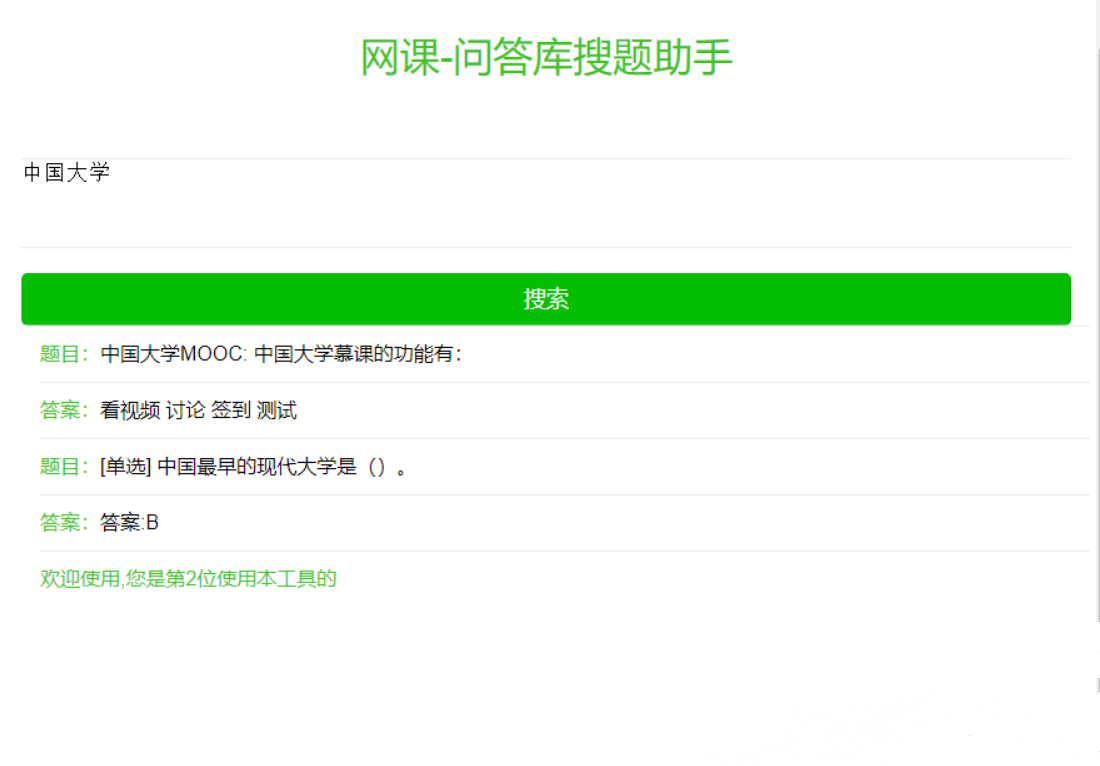 网课-问答库搜题助手
中国大学
搜索
题目：中国大学MOOC: 中国大学慕课的功能有：
答案：看视频 讨论 签到 测试
题目：[单选] 中国最早的现代大学是（）。
答案：答案:B
欢迎使用,您是第2位使用本工具的